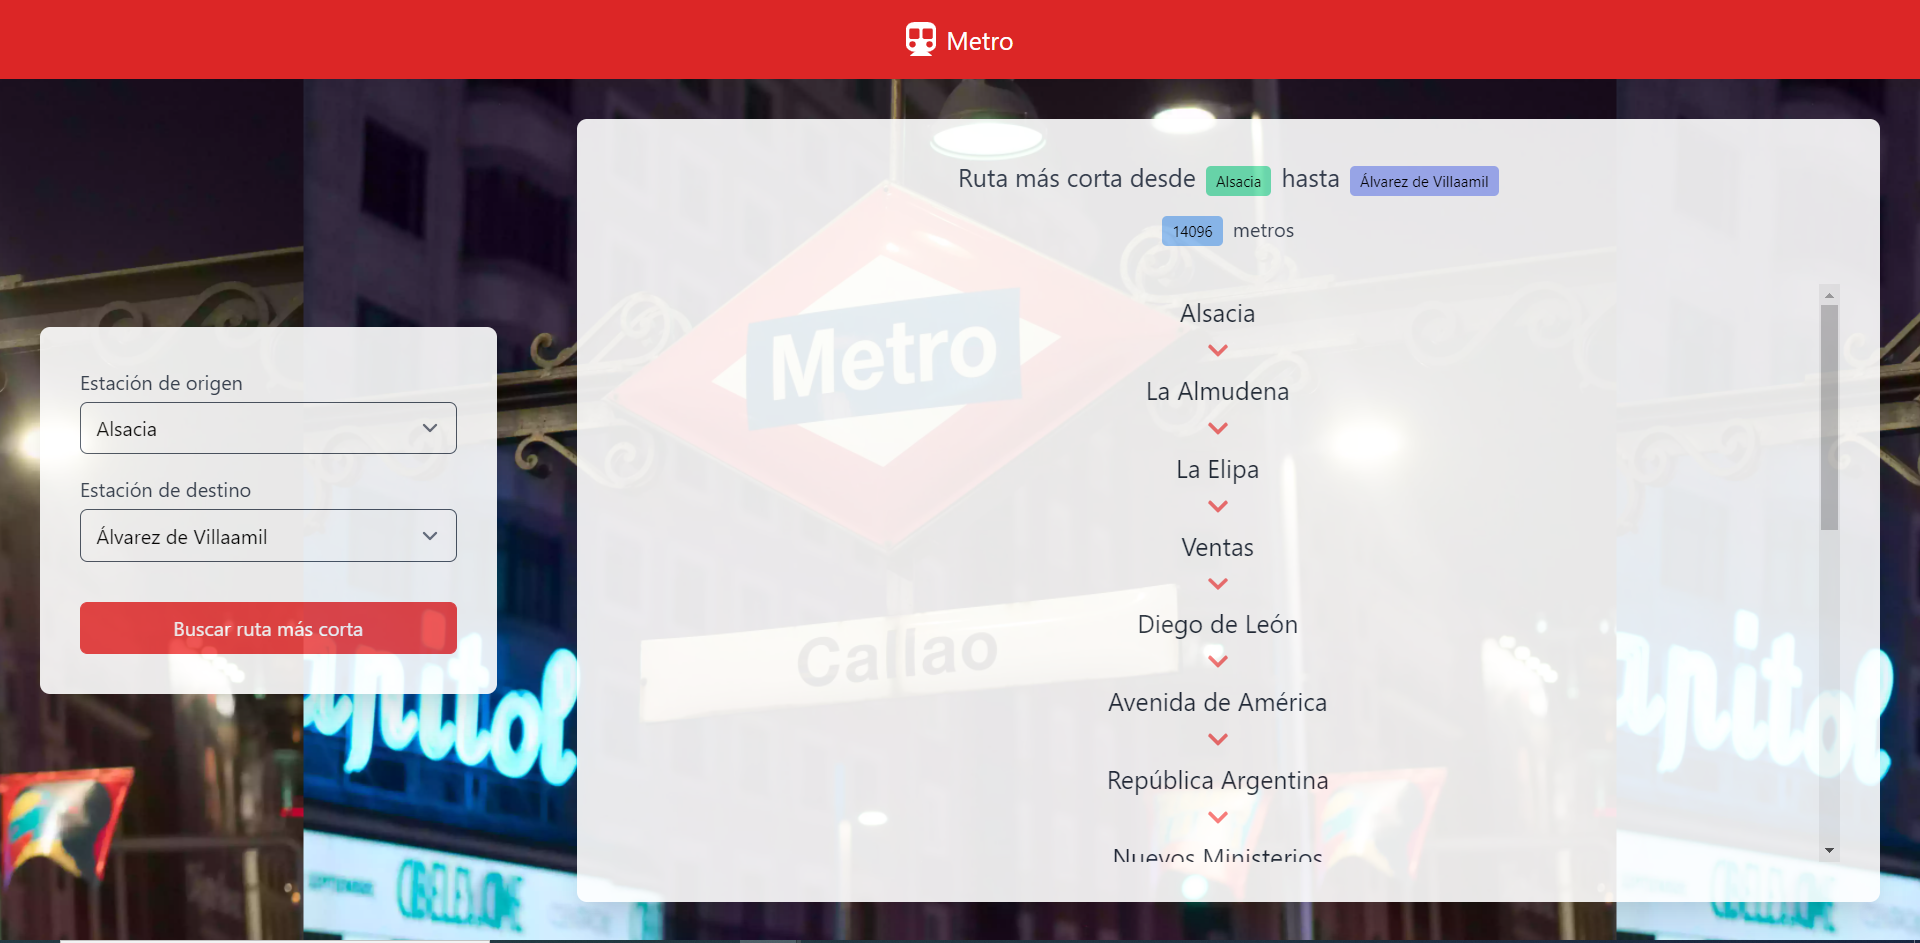 Metro
Estación de origen
Alsacia
Estación de destino
Álvarez de Villaamil
Buscar ruta más corta
Ruta más corta desde Alsacia hasta Álvarez de Villaamil
14096 metros
Alsacia
La Almudena
La Elipa
Ventas
Diego de León
Avenida de América
República Argentina
Nuevos Ministerios
Metro
Callao